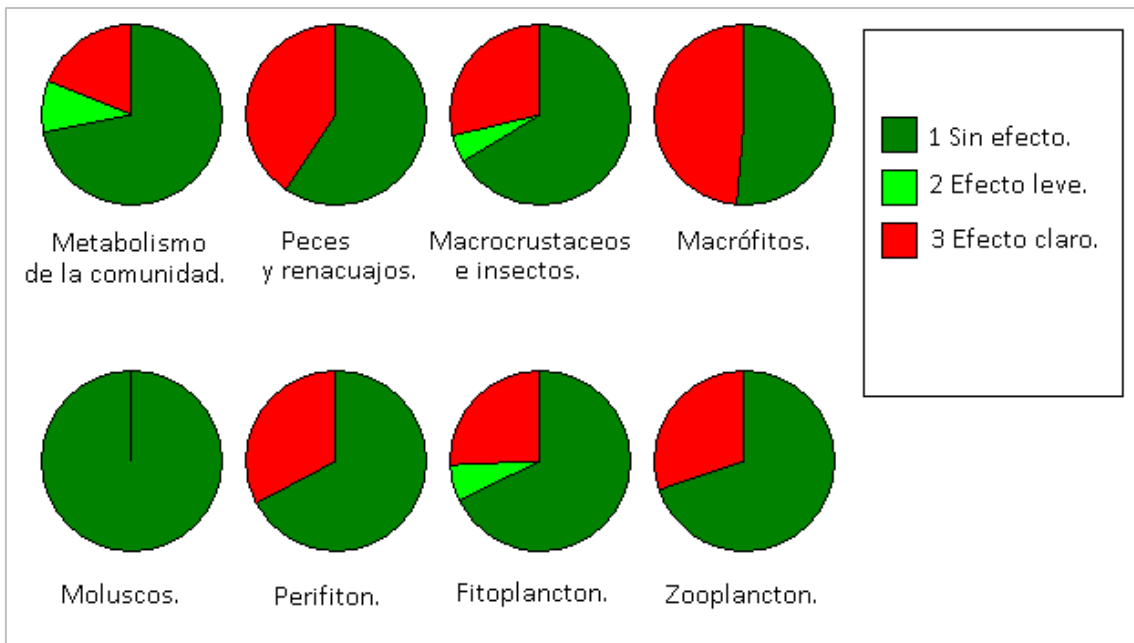 1 Sin efecto.
2 Efecto leve.
3 Efecto claro.
Metabolismo
de la comunidad.
Peces
y renacuajos.
Macrocrustaceos
e insectos.
Macrófitos.
Moluscos.
Perifiton.
Fitoplancton.
Zooplancton.